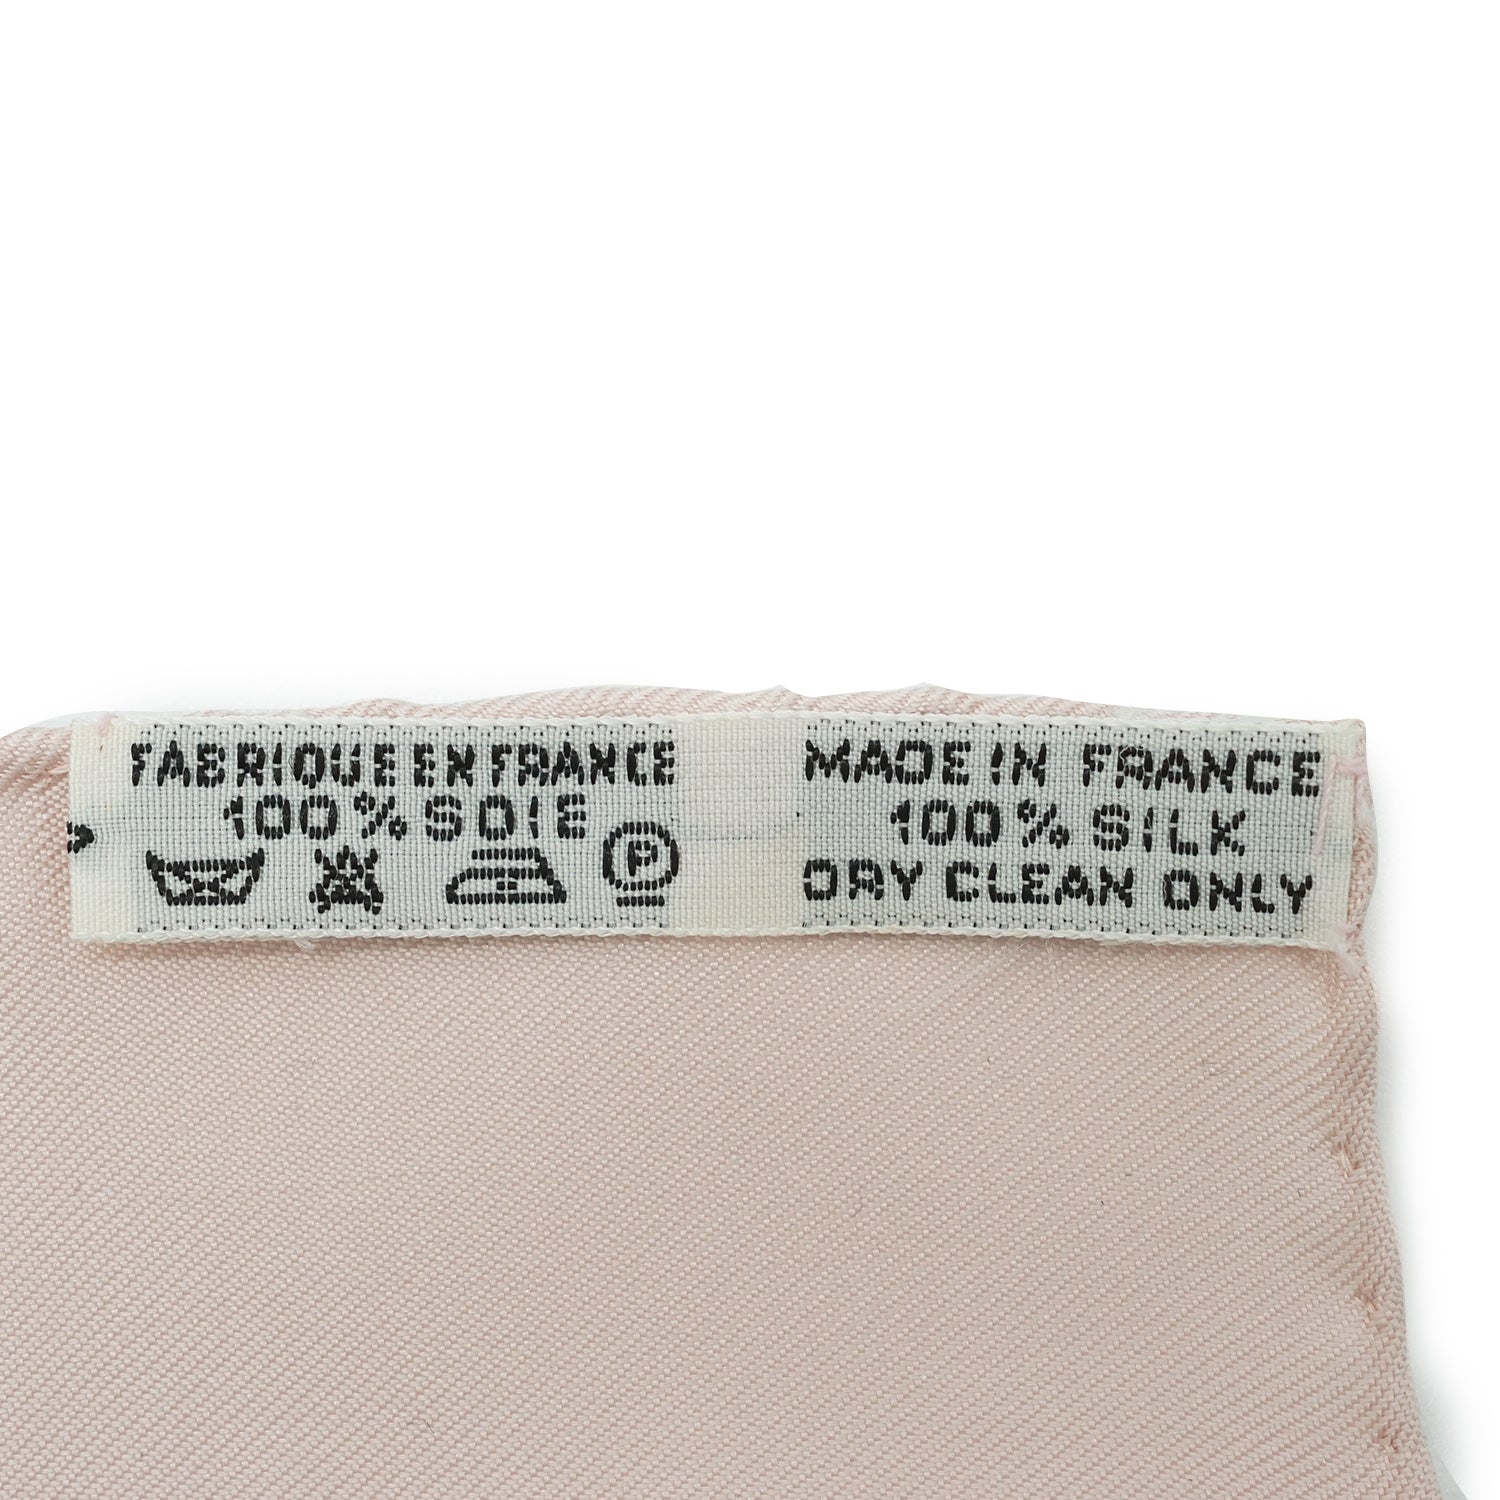 FABRIQUE EN FRANCE
100% SOIE
P
MADE IN FRANCE
100% SILK
DRY CLEAN ONLY